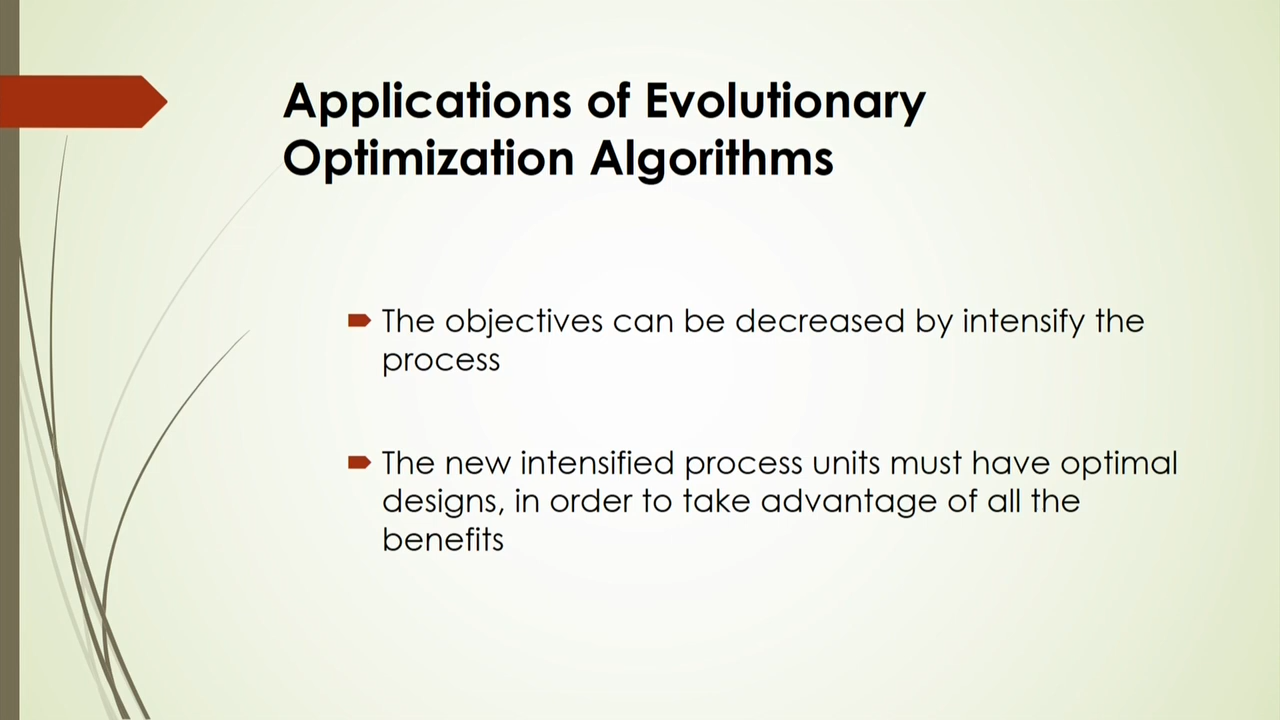 Applications of Evolutionary
Optimization Algorithms
The objectives can be decreased by intensify the
process
The new intensified process units must have optimal
designs, in order to take advantage of all the
benefits